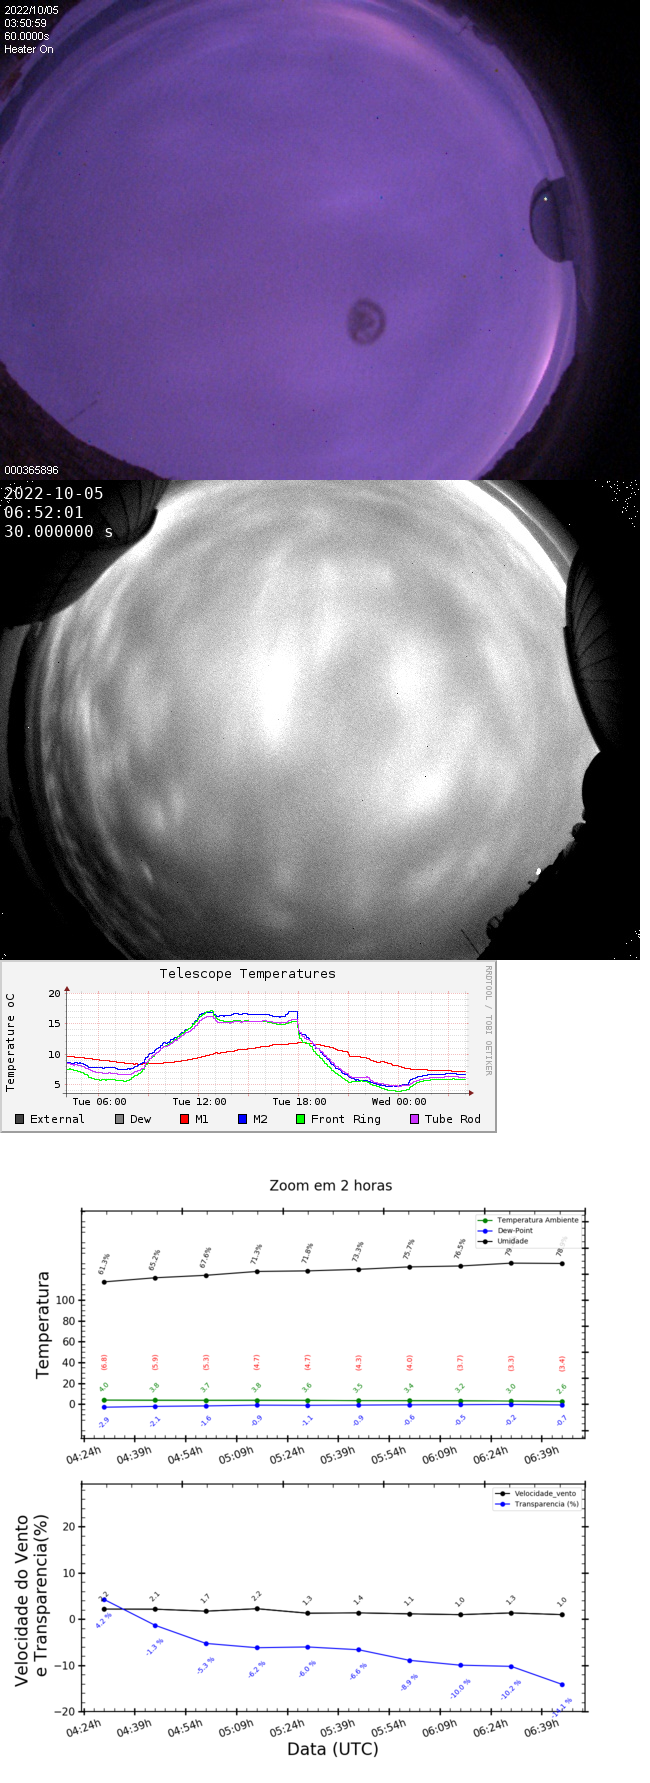 2022/10/05
03:50:59
60.0000s
Heater On
000365896
2022-10-05
06:52:01
30.000000 s
Telescope Temperatures
Temperature oC
20
15
10
5
Tue 06:00 Tue 12:00 Tue 18:00 Wed 00:00
External Dew M1 M2 Front Ring Tube Rod
RRDTOOL / TOBI OETIKER
Zoom em 2 horas
Temperatura Ambiente
Dew-Point
Umidade
61.3% 65.2% 67.6% 71.3% 71.8% 73.3% 75.7% 76.5% 79 78
Temperatura
100
80
60
40
20
0
(6.8) (5.9) (5.3) (4.7) (4.7) (4.3) (4.0) (3.7) (3.3) (3.4)
4.0 3.8 3.7 3.8 3.6 3.5 3.4 3.2 3.0 2.6
-2.9 -2.1 -1.6 -0.9 -1.1 -0.9 -0.6 -0.5 -0.2 -0.7
04:24h 04:39h 04:54h 05:09h 05:24h 05:39h 05:54h 06:09h 06:24h 06:39h
Velocidade_vento
Transparencia (%)
Velocidade do Vento
e Transparencia(%)
20
10
0
−10
−20
2.2 2.1 1.7 2.2 1.3 1.4 1.1 1.0 1.3 1.0
4.2 % -1.3 % -5.3 % -6.2 % -6.0 % -6.6 % -8.9 % -10.0 % -10.2 % -14.1 %
04:24h 04:39h 04:54h 05:09h 05:24h 05:39h 05:54h 06:09h 06:24h 06:39h
Data (UTC)